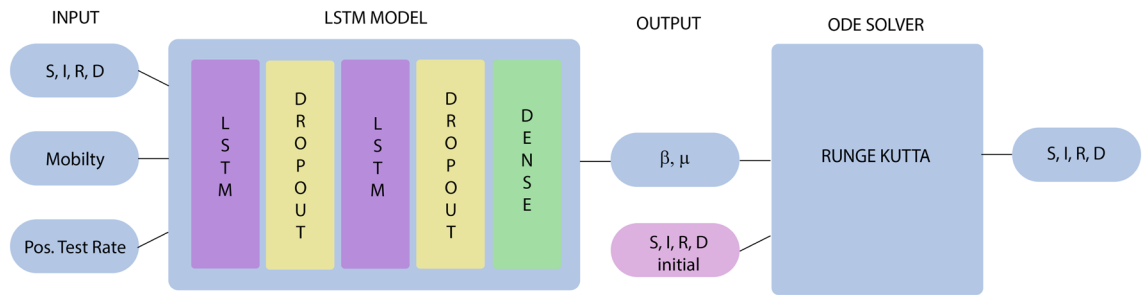 INPUT
LSTM MODEL
OUTPUT
ODE SOLVER
S, I, R, D
Mobilty
Pos. Test Rate
LSTM
DROPOUT
LSTM
DROPOUT
DENSE
β, μ
S, I, R, D
initial
RUNGE KUTTA
S, I, R, D